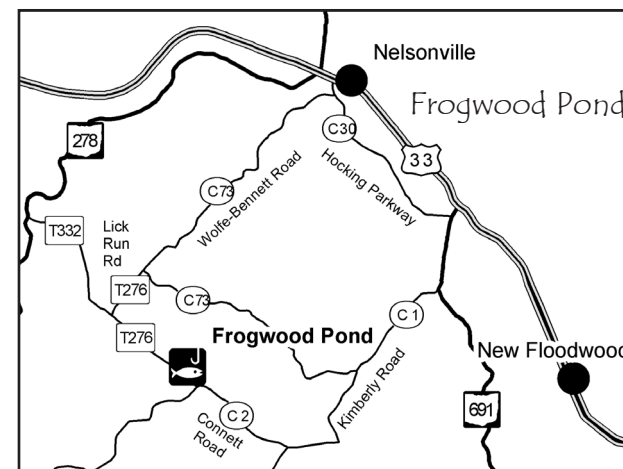 Nelsonville
Frogwood Pond
33
C30
Hocking Parkway
278
C73
Wolfe-Bennett Road
T332
Lick
Run
Rd
T276
C73
C 1
T276
Frogwood Pond
New Floodwood
Kimberly Road
C 2
Connett
Road
691